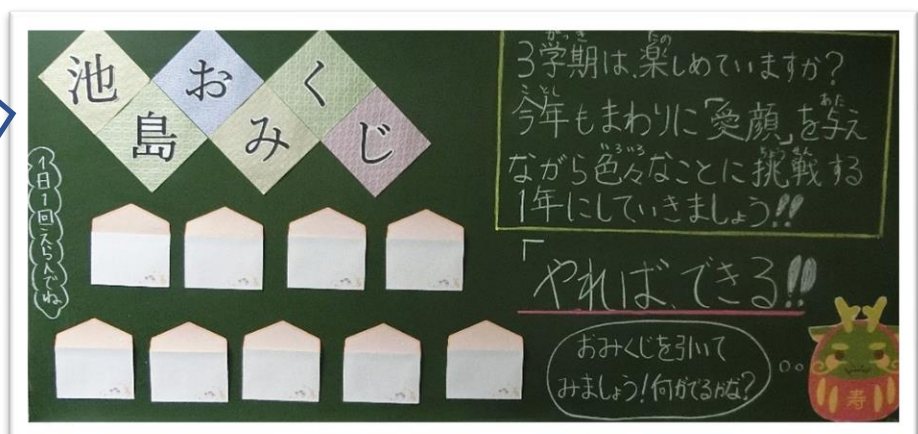 池島おみくじ
1日1回えらんでね
3学期は、楽しめていますか?
今年もまわりに「愛顔」を与え
ながら色々なことに挑戦する
1年にしていきましょう!!
「やればできる!!
おみくじを引いて
みましょう!何がでるかな?
寿